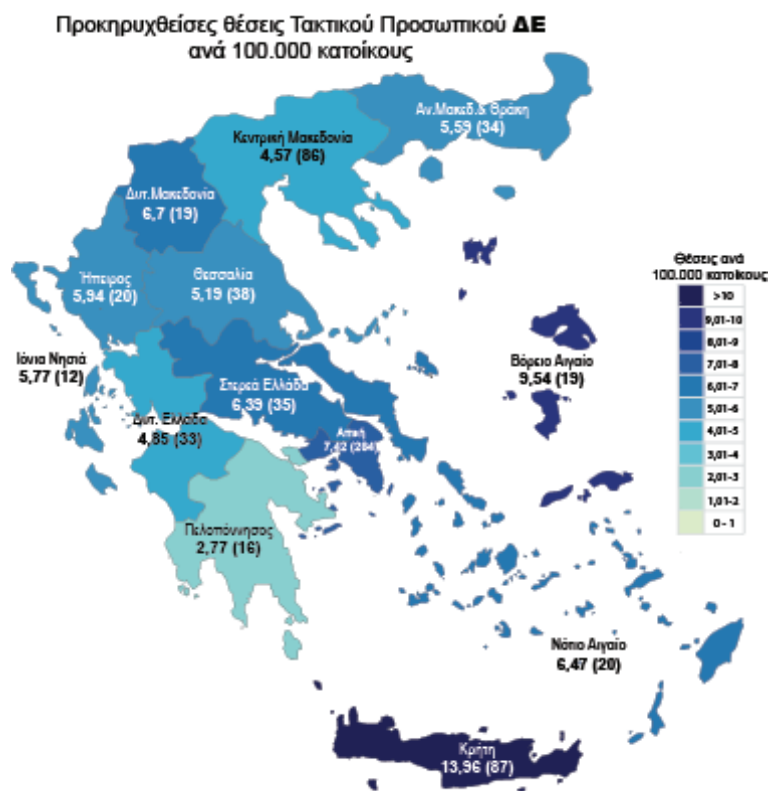 Προκηρυχθείσες θέσεις Τακτικού Προσωπικού ΔΕ
ανά 100.000 κατοίκους
Αν.Μακεδ.& Θράκη
5,59 (34)
Κεντρική Μακεδονία
4,57 (86)
Δυτ.Μακεδονία
6,7 (19)
Ήπειρος
5,94 (20)
Θεσσαλία
5,19 (38)
Ιόνια Νησιά
5,77 (12)
Στερεά Ελλάδα
6,39 (35)
Δυτ. Ελλάδα
4,85 (33)
Αττική
7,42 (284)
Πελοπόννησος
2,77 (16)
Βόρειο Αιγαίο
9,54 (19)
Νότιο Αιγαίο
6,47 (20)
Κρήτη
13,96 (87)
Θέσεις ανά
100.000 κατοίκους
>10
9,01-10
8,01-9
7,01-8
6,01-7
5,01-6
4,01-5
3,01-4
2,01-3
1,01-2
0 - 1